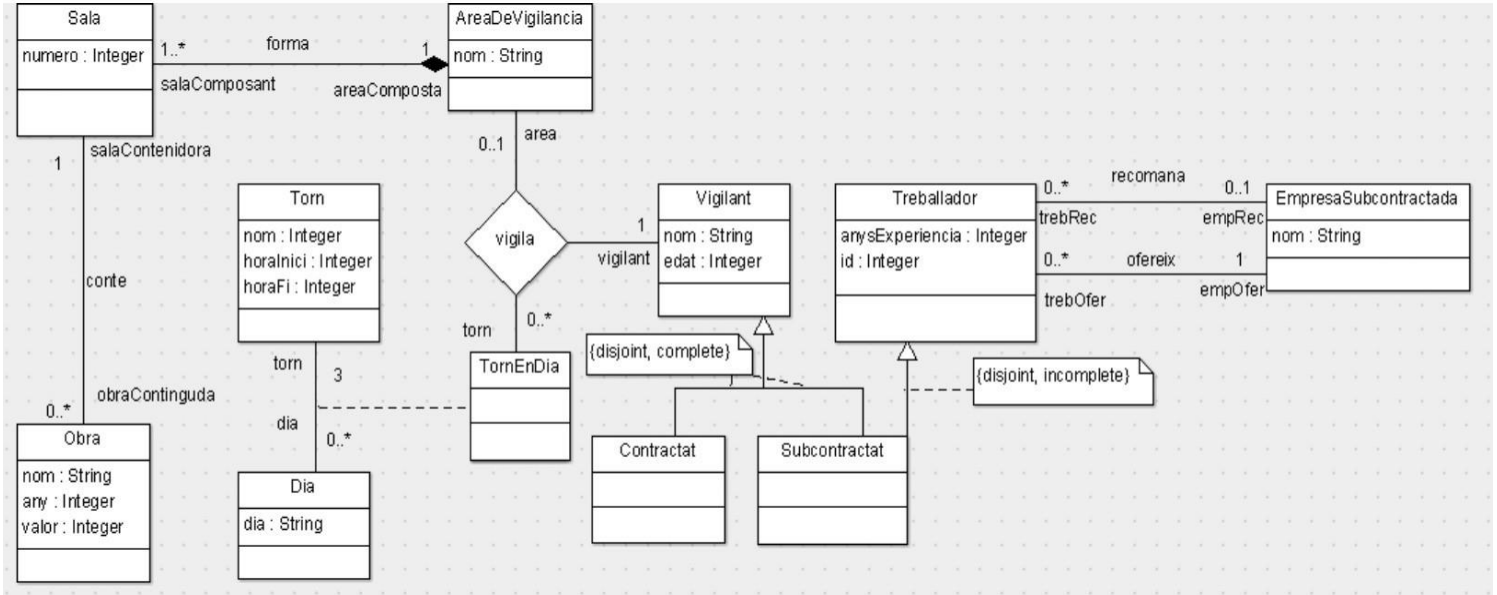 Sala
numero : Integer
1..*
forma
1
salaComposant
areaComposta
AreaDeVigilancia
nom : String
1
salaContenidora
conte
obraContinguda
0..*
Obra
nom : String
any : Integer
valor : Integer
Torn
nom : Integer
horaInici : Integer
horaFi : Integer
torn
3
dia
0..*
Dia
dia : String
0..1
area
vigila
1
vigilant
torn
0..*
TornEnDia
Vigilant
nom : String
edat : Integer
{disjoint, complete}
Contractat
Subcontractat
Treballador
anysExperiencia : Integer
id : Integer
{disjoint, incomplete}
0..*
recomana
0..1
trebRec
empRec
0..*
ofereix
1
trebOfer
empOfer
EmpresaSubcontractada
nom : String